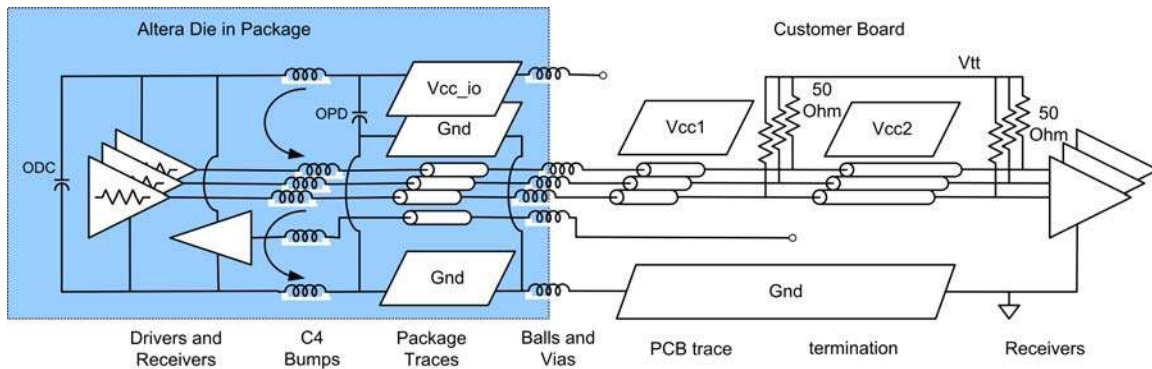 Altera Die in Package
Customer Board
Vtt
Vcc_io
50
Ohm
OPD
Gnd
Vcc1
Vcc2
50
Ohm
ODC
Gnd
Gnd
Drivers and
Receivers
C4
Bumps
Package
Traces
Balls and
Vias
PCB trace
termination
Receivers